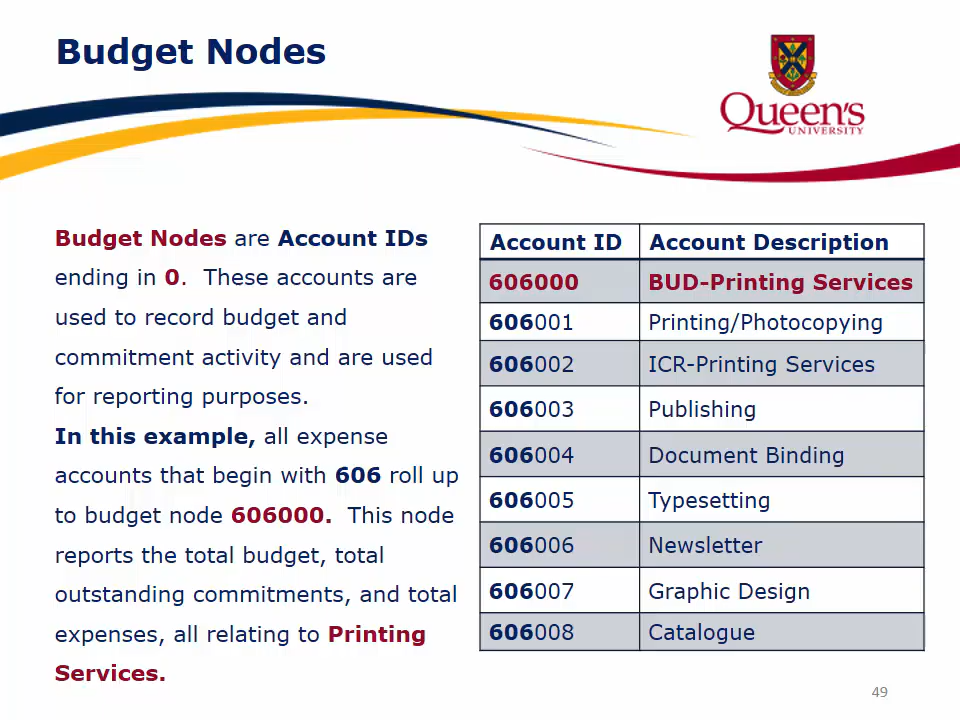 Budget Nodes
Queen's
UNIVERSITY
Budget Nodes are Account IDs
ending in 0.  These accounts are
used to record budget and
commitment activity and are used
for reporting purposes.
In this example, all expense
accounts that begin with 606 roll up
to budget node 606000.  This node
reports the total budget, total
outstanding commitments, and total
expenses, all relating to Printing
Services.
Account ID Account Description
606000 BUD-Printing Services
606001 Printing/Photocopying
606002 ICR-Printing Services
606003 Publishing
606004 Document Binding
606005 Typesetting
606006 Newsletter
606007 Graphic Design
606008 Catalogue
49